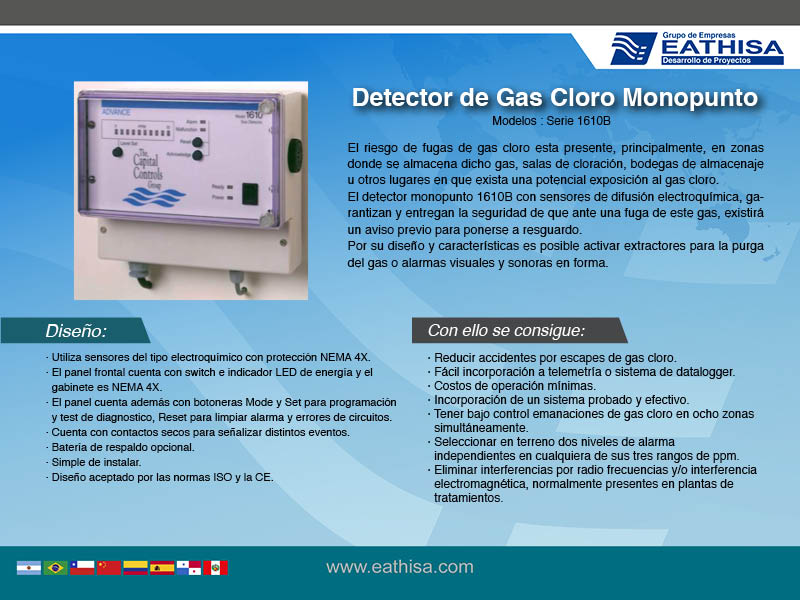 Grupo de Empresas
EATHISA
Desarrollo de Proyectos
Detector de Gas Cloro Monopunto
Modelos : Serie 1610B
El riesgo de fugas de gas cloro esta presente, principalmente, en zonas
donde se almacena dicho gas, salas de cloración, bodegas de almacenaje
u otros lugares en que exista una potencial exposición al gas cloro.
El detector monopunto 1610B con sensores de difusión electroquímica, ga-
rantizan y entregan la seguridad de que ante una fuga de este gas, existirá
un aviso previo para ponerse a resguardo.
Por su diseño y características es posible activar extractores para la purga
del gas o alarmas visuales y sonoras en forma.
ADVANCE
Model 1610
Gas Detector
Alarm
Malfunction
Reset
Acknowledge
Level Set
The
Capital
Controls
Group
Ready
Power
Diseño:
· Utiliza sensores del tipo electroquímico con protección NEMA 4X.
· El panel frontal cuenta con switch e indicador LED de energía y el
gabinete es NEMA 4X.
· El panel cuenta además con botoneras Mode y Set para programación
y test de diagnostico, Reset para limpiar alarma y errores de circuitos.
· Cuenta con contactos secos para señalizar distintos eventos.
· Batería de respaldo opcional.
· Simple de instalar.
· Diseño aceptado por las normas ISO y la CE.
Con ello se consigue:
· Reducir accidentes por escapes de gas cloro.
· Fácil incorporación a telemetría o sistema de datalogger.
· Costos de operación mínimas.
· Incorporación de un sistema probado y efectivo.
· Tener bajo control emanaciones de gas cloro en ocho zonas
simultáneamente.
· Seleccionar en terreno dos niveles de alarma
independientes en cualquiera de sus tres rangos de ppm.
· Eliminar interferencias por radio frecuencias y/o interferencia
electromagnética, normalmente presentes en plantas de
tratamientos.
www.eathisa.com